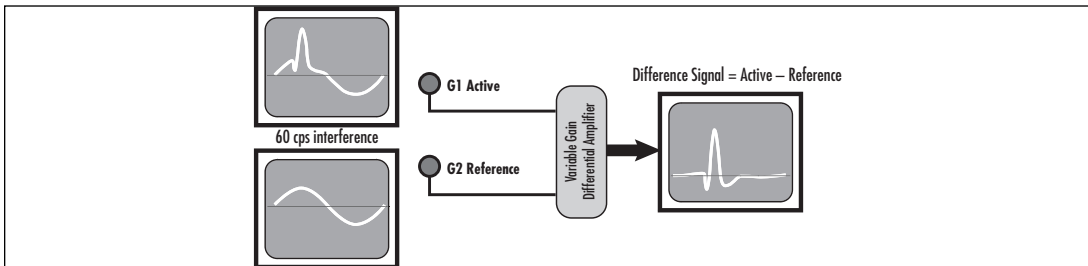 G1 Active
60 cps interference
G2 Reference
Variable Gain
Differential Amplifier
Difference Signal = Active – Reference